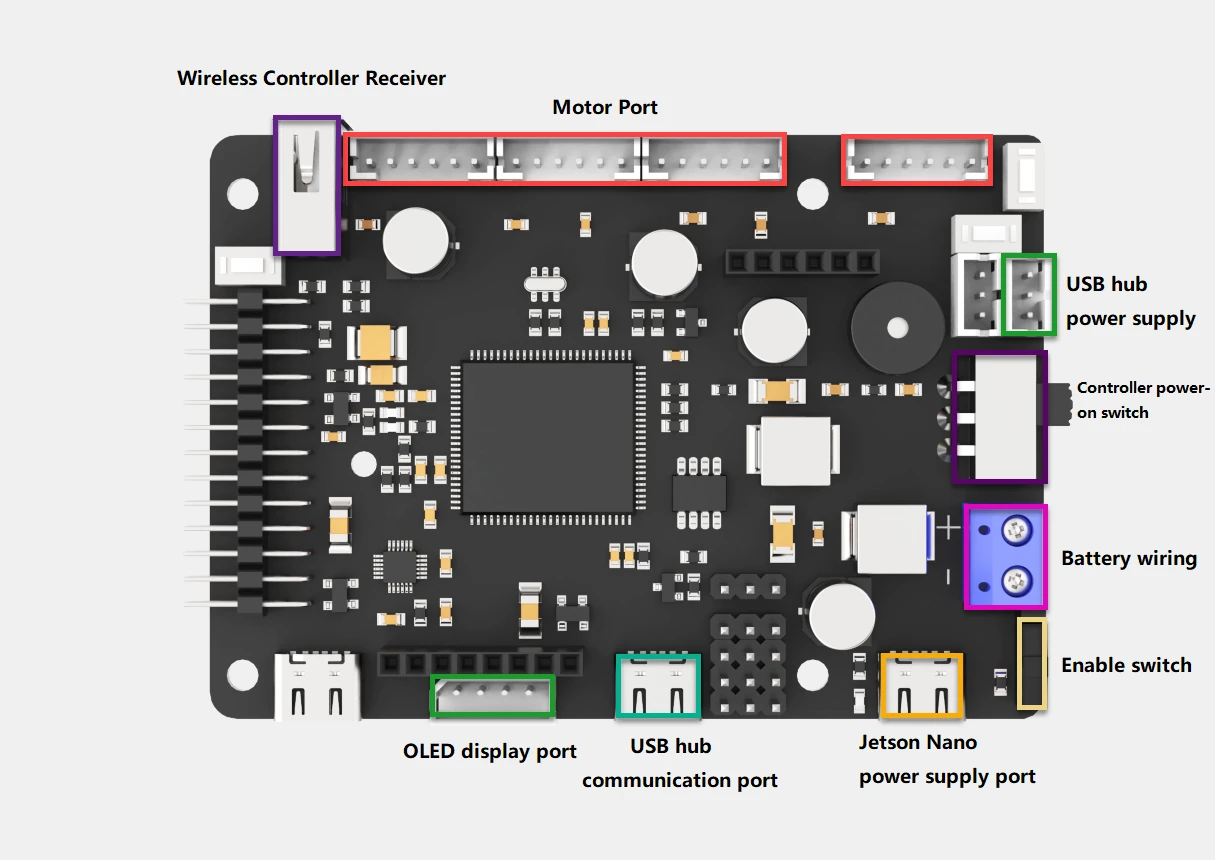 Wireless Controller Receiver
Motor Port
USB hub
power supply
Controller power-
on switch
+
-
Battery wiring
Enable switch
OLED display port
USB hub
communication port
Jetson Nano
power supply port